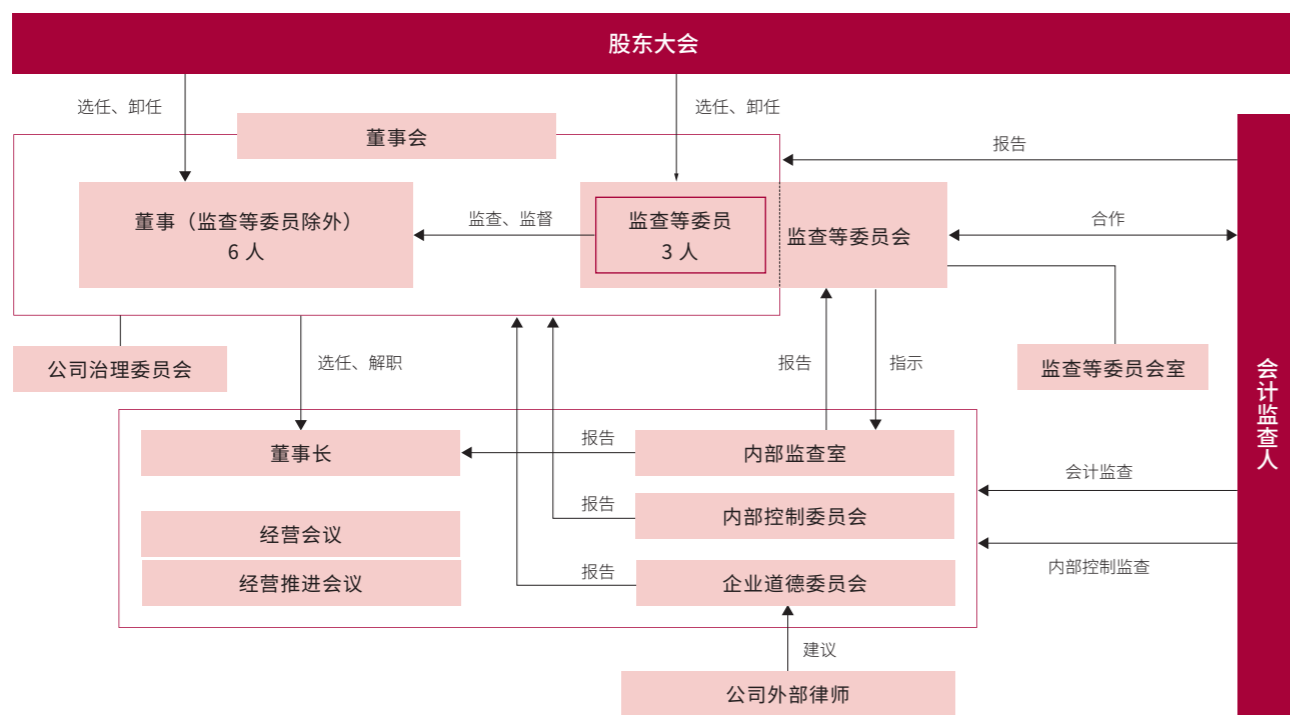 股东大会
选任、卸任
选任、卸任
董事会
报告
董事（监查等委员除外）
6 人
监查、监督
监查等委员
3 人
监查等委员会
合作
公司治理委员会
选任、解职
报告
指示
监查等委员会室
会计监查人
董事长
报告
内部监查室
会计监查
报告
内部控制委员会
经营会议
内部控制监查
经营推进会议
报告
企业道德委员会
建议
公司外部律师